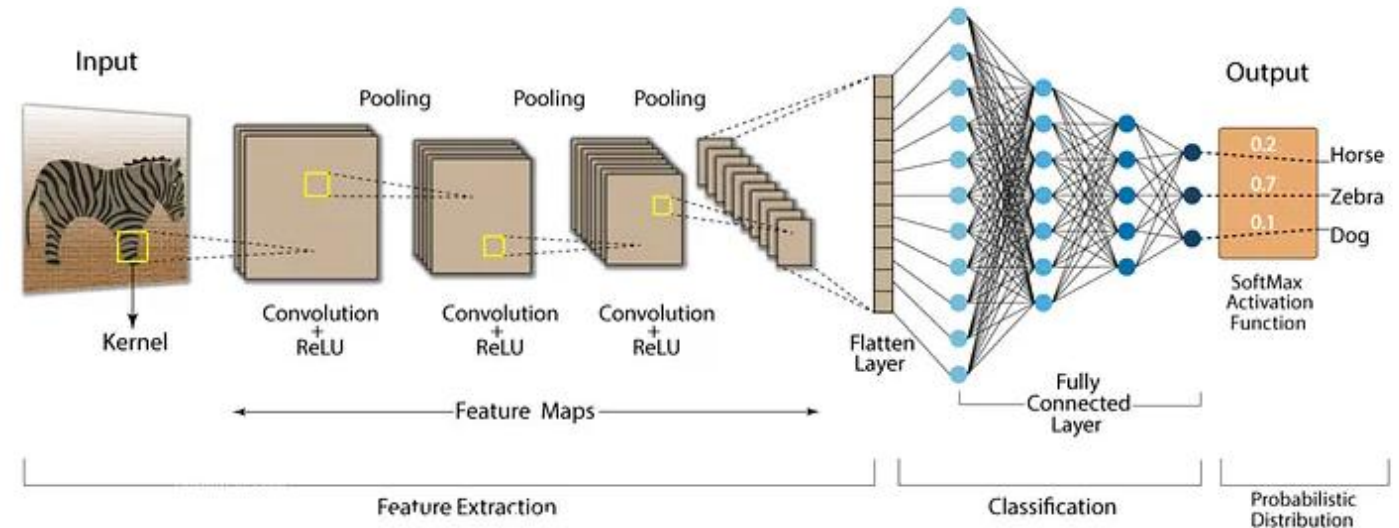 Input
Pooling
Pooling
Pooling
Output
0.2
Horse
0.7
Zebra
0.1
Dog
Kernel
Convolution
+
ReLU
Convolution
+
ReLU
Convolution
+
ReLU
Flatten
Layer
SoftMax
Activation
Function
Feature Maps
Fully
Connected
Layer
Feature Extraction
Classification
Probabilistic
Distribution